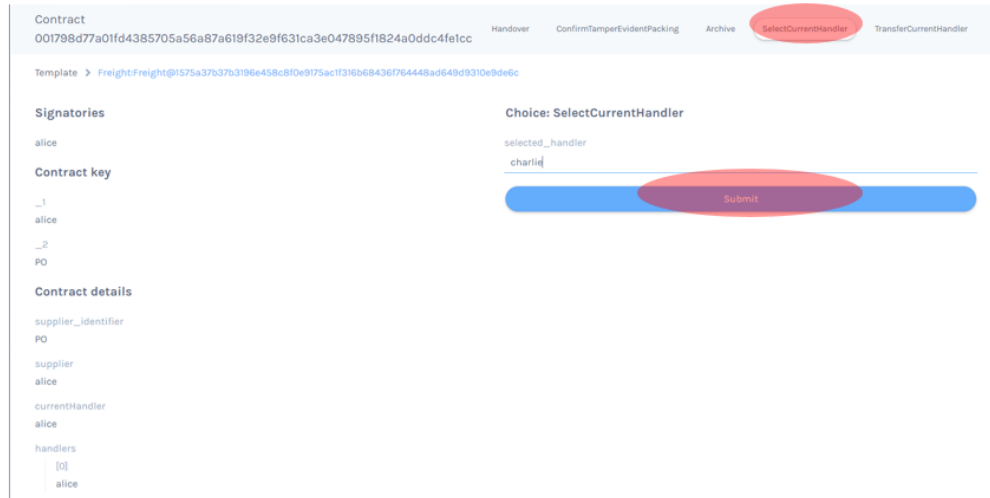 Contract
001798d77a01fd4385705a56a87a619f32e9f631ca3e047895f1824a0ddc4fe1cc
Handover ConfirmTamperEvidentPacking Archive SelectCurrentHandler TransferCurrentHandler
Template > Freight:Freight@1575a37b37b3196e458c8f0e9175ac1f316b68436f764448ad649d9310e9de6c
Signatories
alice
Contract key
_1
alice
_2
PO
Contract details
supplier_identifier
PO
supplier
alice
currentHandler
alice
handlers
[0]
alice
Choice: SelectCurrentHandler
selected_handler
charlie
Submit